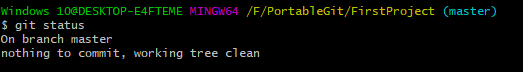 Windows 10@DESKTOP-E4FTEME MINGW64 /F/PortableGit/FirstProject (master)
$ git status
On branch master
nothing to commit, working tree clean